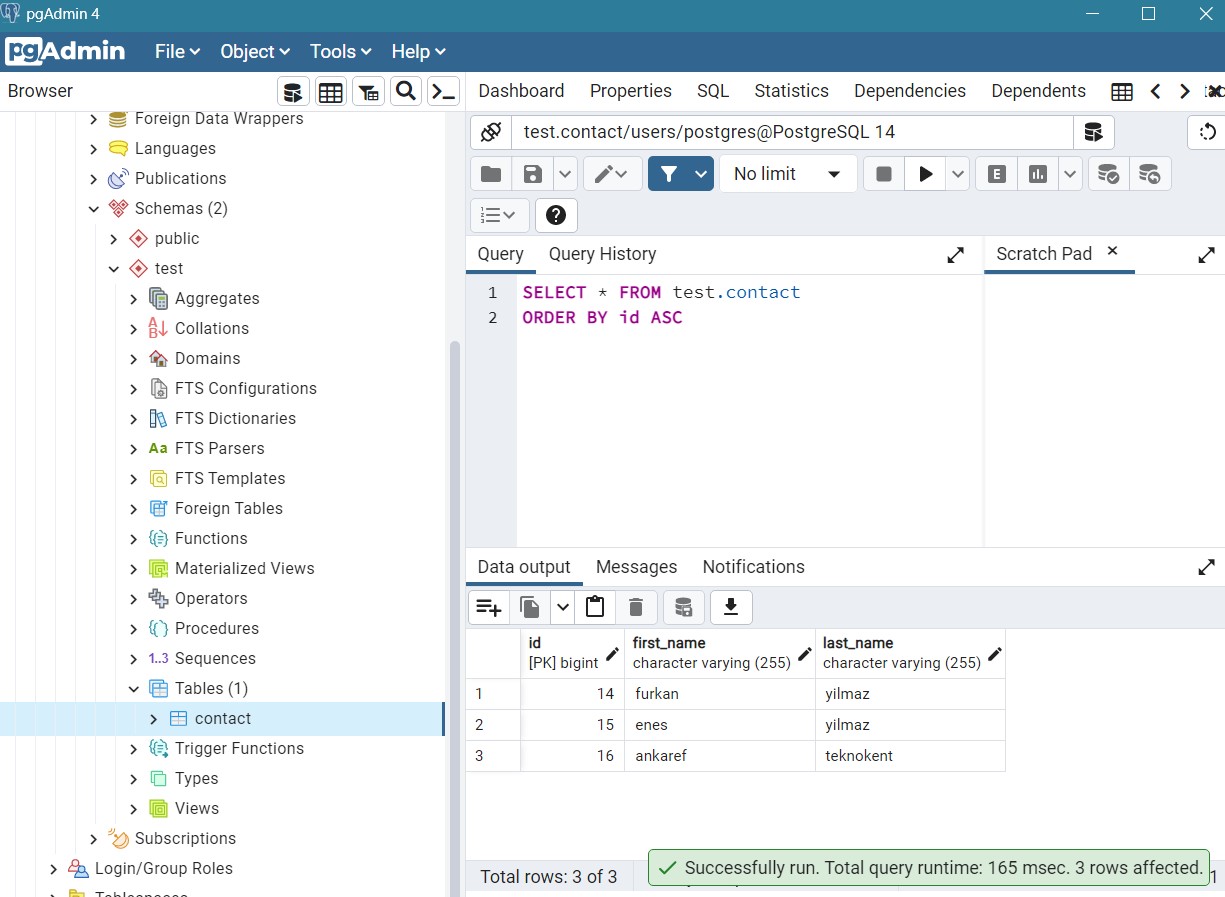 pgAdmin 4
pgAdmin File Object Tools Help
Browser
Foreign Data Wrappers
Languages
Publications
Schemas (2)
public
test
Aggregates
Collations
Domains
FTS Configurations
FTS Dictionaries
Aa FTS Parsers
FTS Templates
Foreign Tables
Functions
Materialized Views
Operators
Procedures
1..3 Sequences
Tables (1)
contact
Trigger Functions
Types
Views
Subscriptions
Login/Group Roles
Tablespaces
Dashboard Properties SQL Statistics Dependencies Dependents
test.contact/users/postgres@PostgreSQL 14
No limit
E
Query Query History
Scratch Pad
1 SELECT * FROM test.contact
2 ORDER BY id ASC
Data output Messages Notifications
id first_name last_name
[PK] bigint character varying (255) character varying (255)
1 14 furkan yilmaz
2 15 enes yilmaz
3 16 ankaref teknokent
Total rows: 3 of 3
Successfully run. Total query runtime: 165 msec. 3 rows affected.
1